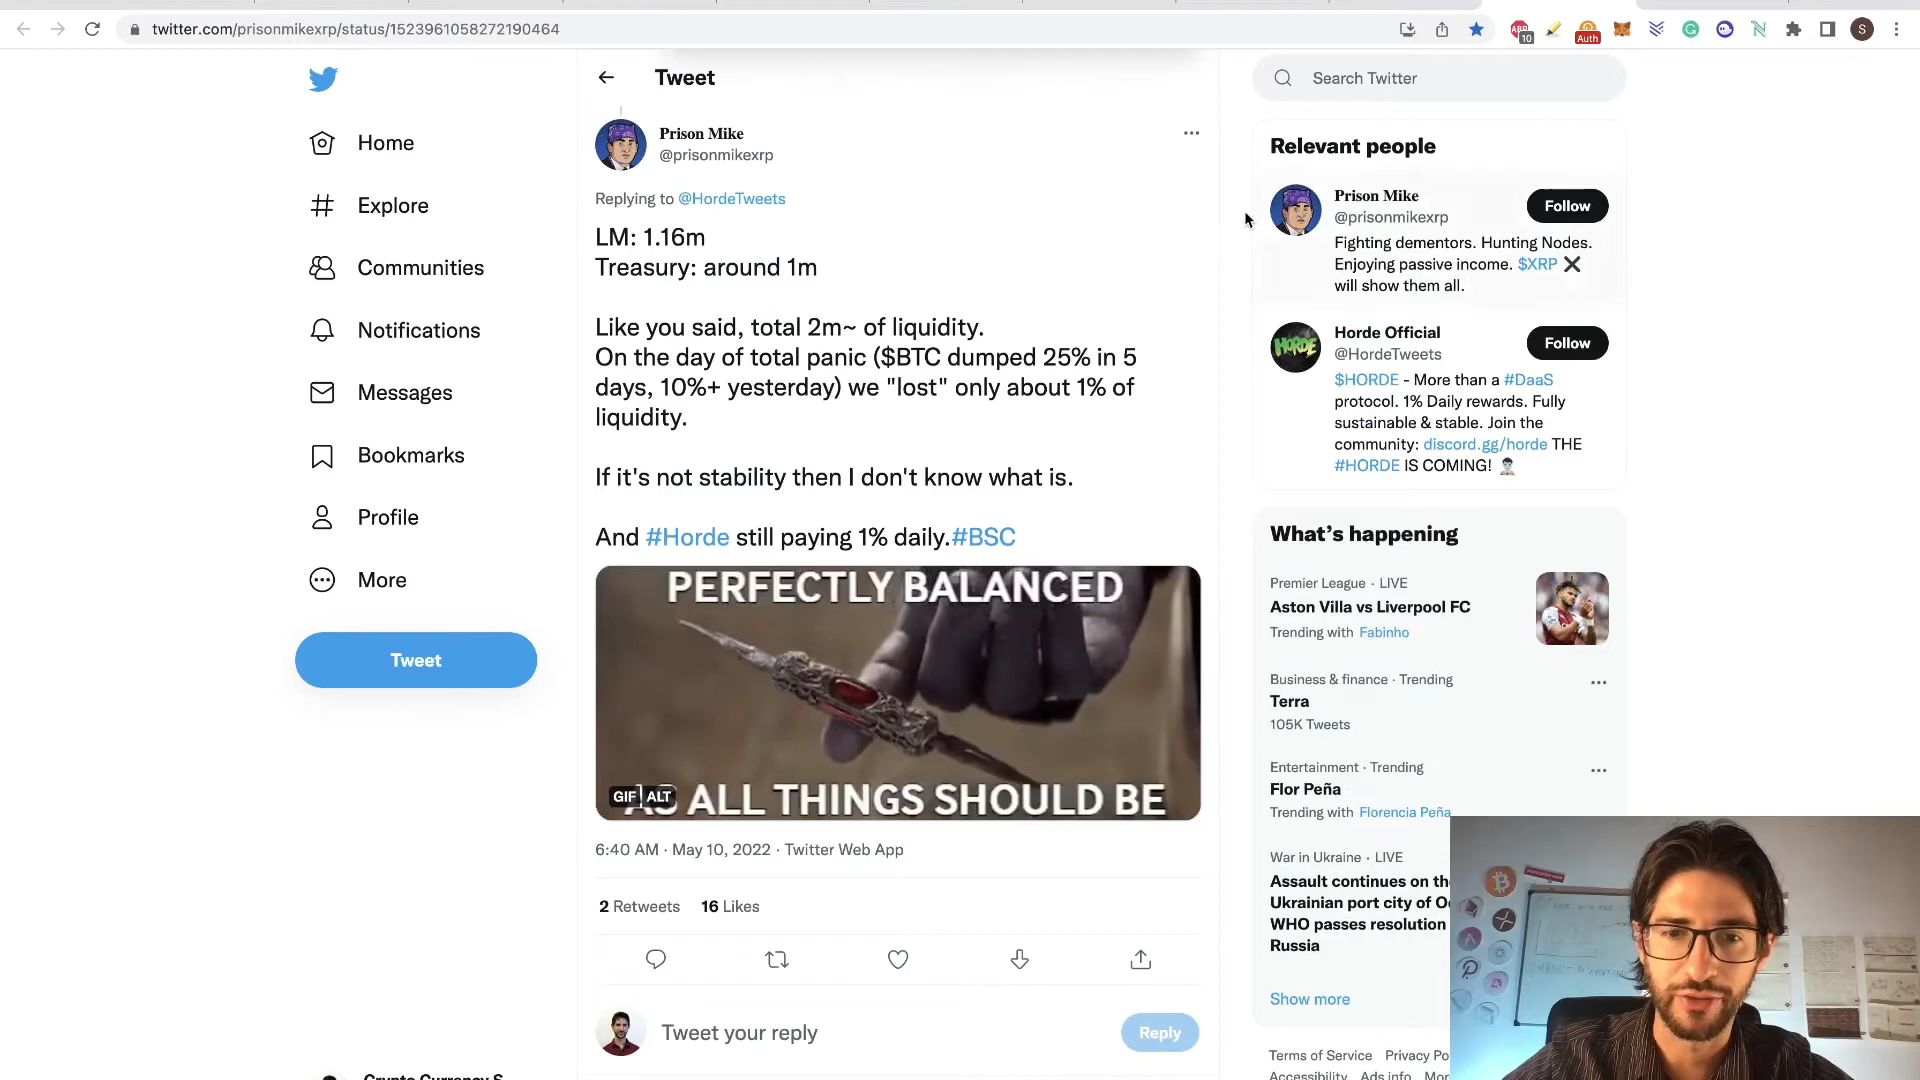 twitter.com/prisonmikexrp/status/1523961058272190464
ABP
10
Auth
S
Home
Explore
Communities
Notifications
Messages
Bookmarks
Profile
More
Tweet
Tweet
Prison Mike
@prisonmikexrp
Replying to @HordeTweets
LM: 1.16m
Treasury: around 1m
Like you said, total 2m~ of liquidity.
On the day of total panic ($BTC dumped 25% in 5
days, 10%+ yesterday) we "lost" only about 1% of
liquidity.
If it's not stability then I don't know what is.
And #Horde still paying 1% daily.#BSC
PERFECTLY BALANCED
AS ALL THINGS SHOULD BE
GIF ALT
6:40 AM · May 10, 2022 · Twitter Web App
2 Retweets 16 Likes
Tweet your reply
Reply
Search Twitter
Relevant people
Prison Mike
@prisonmikexrp
Follow
Fighting dementors. Hunting Nodes.
Enjoying passive income. $XRP ❌
will show them all.
HORDE
Horde Official
@HordeTweets
Follow
$HORDE - More than a #DaaS
protocol. 1% Daily rewards. Fully
sustainable & stable. Join the
community: discord.gg/horde THE
#HORDE IS COMING!
What's happening
Premier League · LIVE
Aston Villa vs Liverpool FC
Trending with Fabinho
Business & finance · Trending
Terra
105K Tweets
Entertainment · Trending
Flor Peña
Trending with Florencia Peña
War in Ukraine · LIVE
Assault continues on the
Ukrainian port city of O
WHO passes resolution
Russia
Show more
Terms of Service Privacy Po